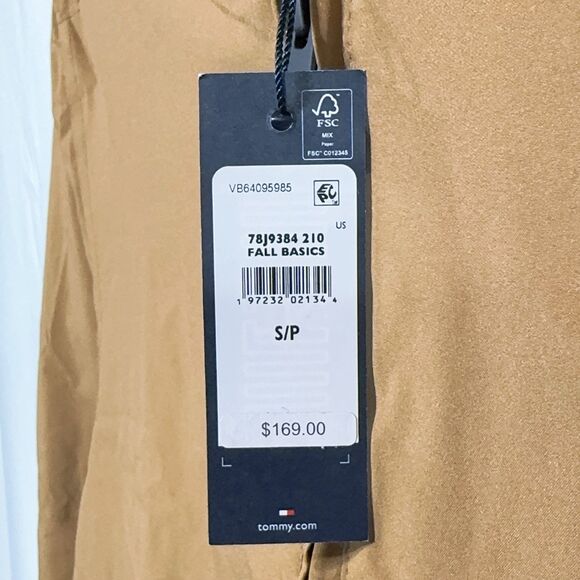 FSC
MIX
Paper
FSC® C012345
VB64095985
EPC
US
78J9384 210
FALL BASICS
1 97232 02134 4
S/P
$169.00
tommy.com